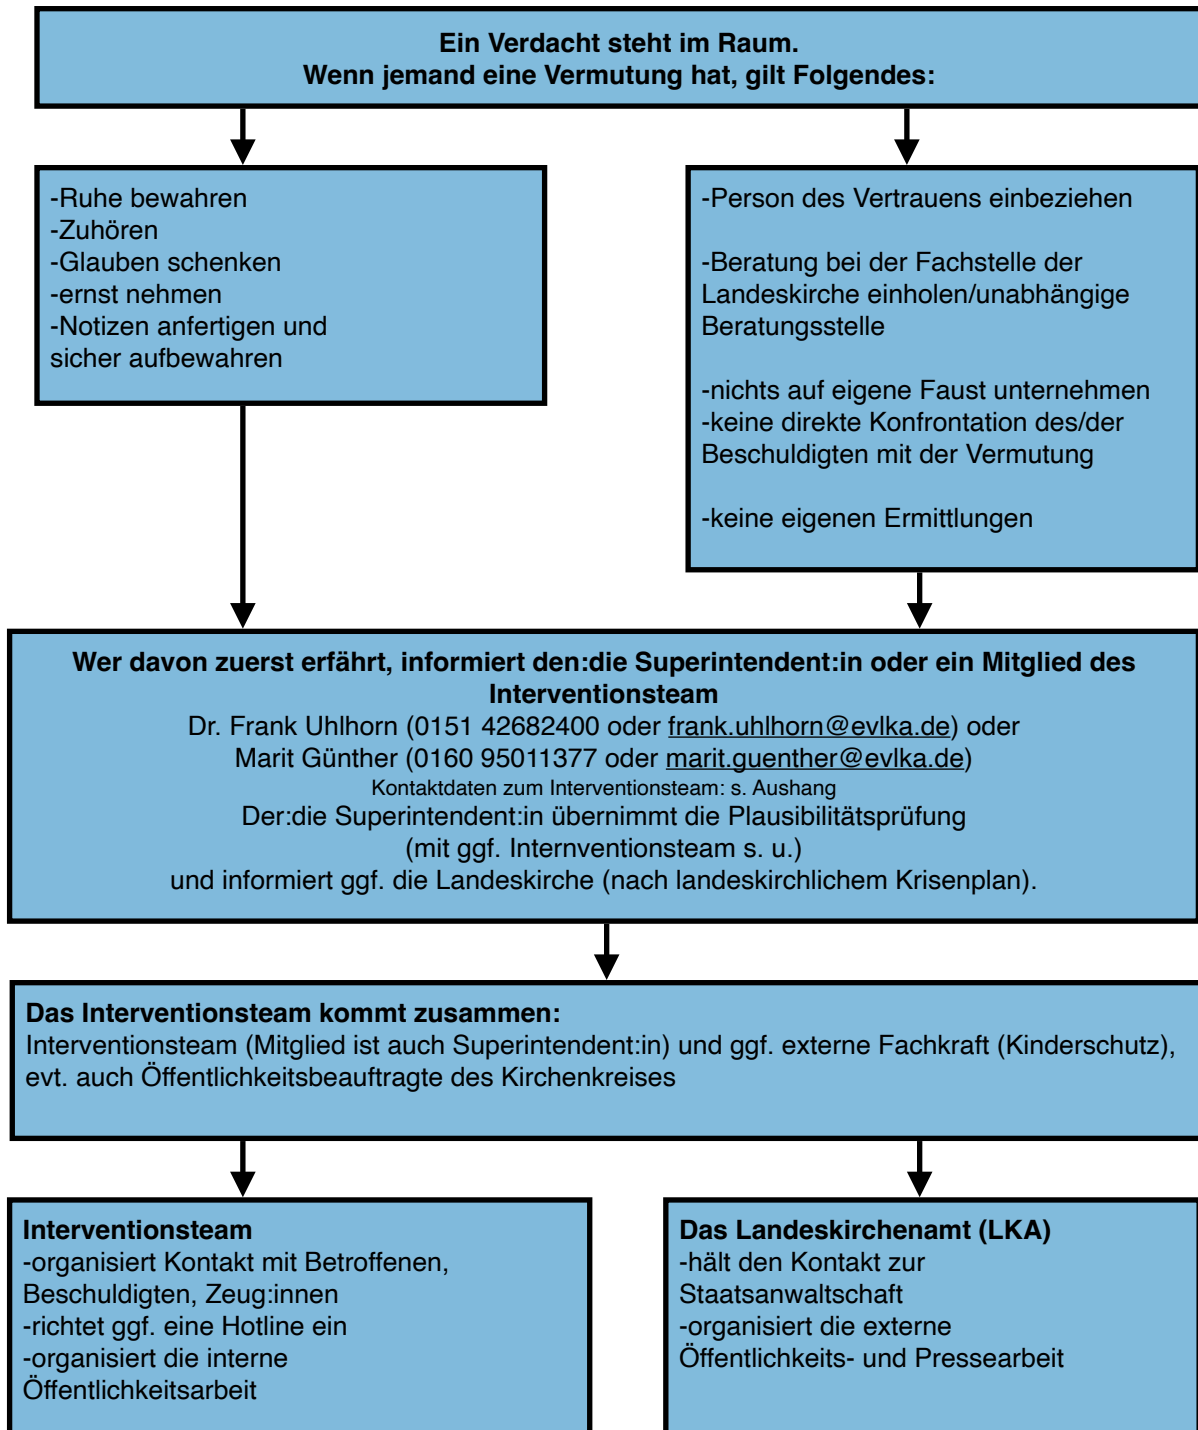 Ein Verdacht steht im Raum.
Wenn jemand eine Vermutung hat, gilt Folgendes:
-Ruhe bewahren
-Zuhören
-Glauben schenken
-ernst nehmen
-Notizen anfertigen und
sicher aufbewahren
-Person des Vertrauens einbeziehen
-Beratung bei der Fachstelle der
Landeskirche einholen/unabhängige
Beratungsstelle
-nichts auf eigene Faust unternehmen
-keine direkte Konfrontation des/der
Beschuldigten mit der Vermutung
-keine eigenen Ermittlungen
Wer davon zuerst erfährt, informiert den:die Superintendent:in oder ein Mitglied des
Interventionsteam
Dr. Frank Uhlhorn (0151 42682400 oder frank.uhlhorn@evlka.de) oder
Marit Günther (0160 95011377 oder marit.guenther@evlka.de)
Kontaktdaten zum Interventionsteam: s. Aushang
Der:die Superintendent:in übernimmt die Plausibilitätsprüfung
(mit ggf. Internventionsteam s. u.)
und informiert ggf. die Landeskirche (nach landeskirchlichem Krisenplan).
Das Interventionsteam kommt zusammen:
Interventionsteam (Mitglied ist auch Superintendent:in) und ggf. externe Fachkraft (Kinderschutz),
evt. auch Öffentlichkeitsbeauftragte des Kirchenkreises
Interventionsteam
-organisiert Kontakt mit Betroffenen,
Beschuldigten, Zeug:innen
-richtet ggf. eine Hotline ein
-organisiert die interne
Öffentlichkeitsarbeit
Das Landeskirchenamt (LKA)
-hält den Kontakt zur
Staatsanwaltschaft
-organisiert die externe
Öffentlichkeits- und Pressearbeit